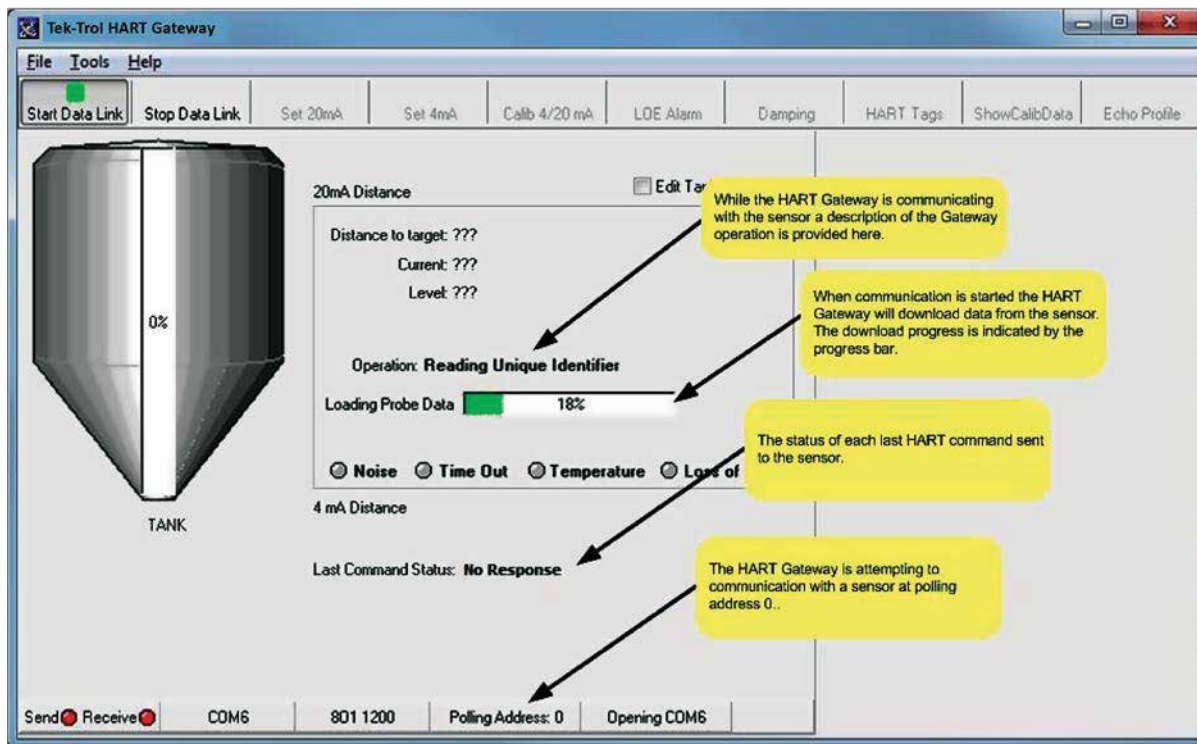 Tek-Trol HART Gateway
File Tools Help
Start Data Link Stop Data Link Set 20mA Set 4mA Calib 4/20 mA LOE Alarm Damping HART Tags ShowCalibData Echo Profile
20mA Distance
Edit
While the HART Gateway is communicating
with the sensor a description of the Gateway
operation is provided here.
Distance to target: ???
Current: ???
Level: ???
0%
When communication is started the HART
Gateway will download data from the sensor.
The download progress is indicated by the
progress bar.
Operation: Reading Unique Identifier
Loading Probe Data 18%
The status of each last HART command sent
to the sensor.
Noise Time Out Temperature Loss of
4 mA Distance
TANK
Last Command Status: No Response
The HART Gateway is attempting to
communication with a sensor at polling
address 0..
Send Receive COM6 8O1 1200 Polling Address: 0 Opening COM6